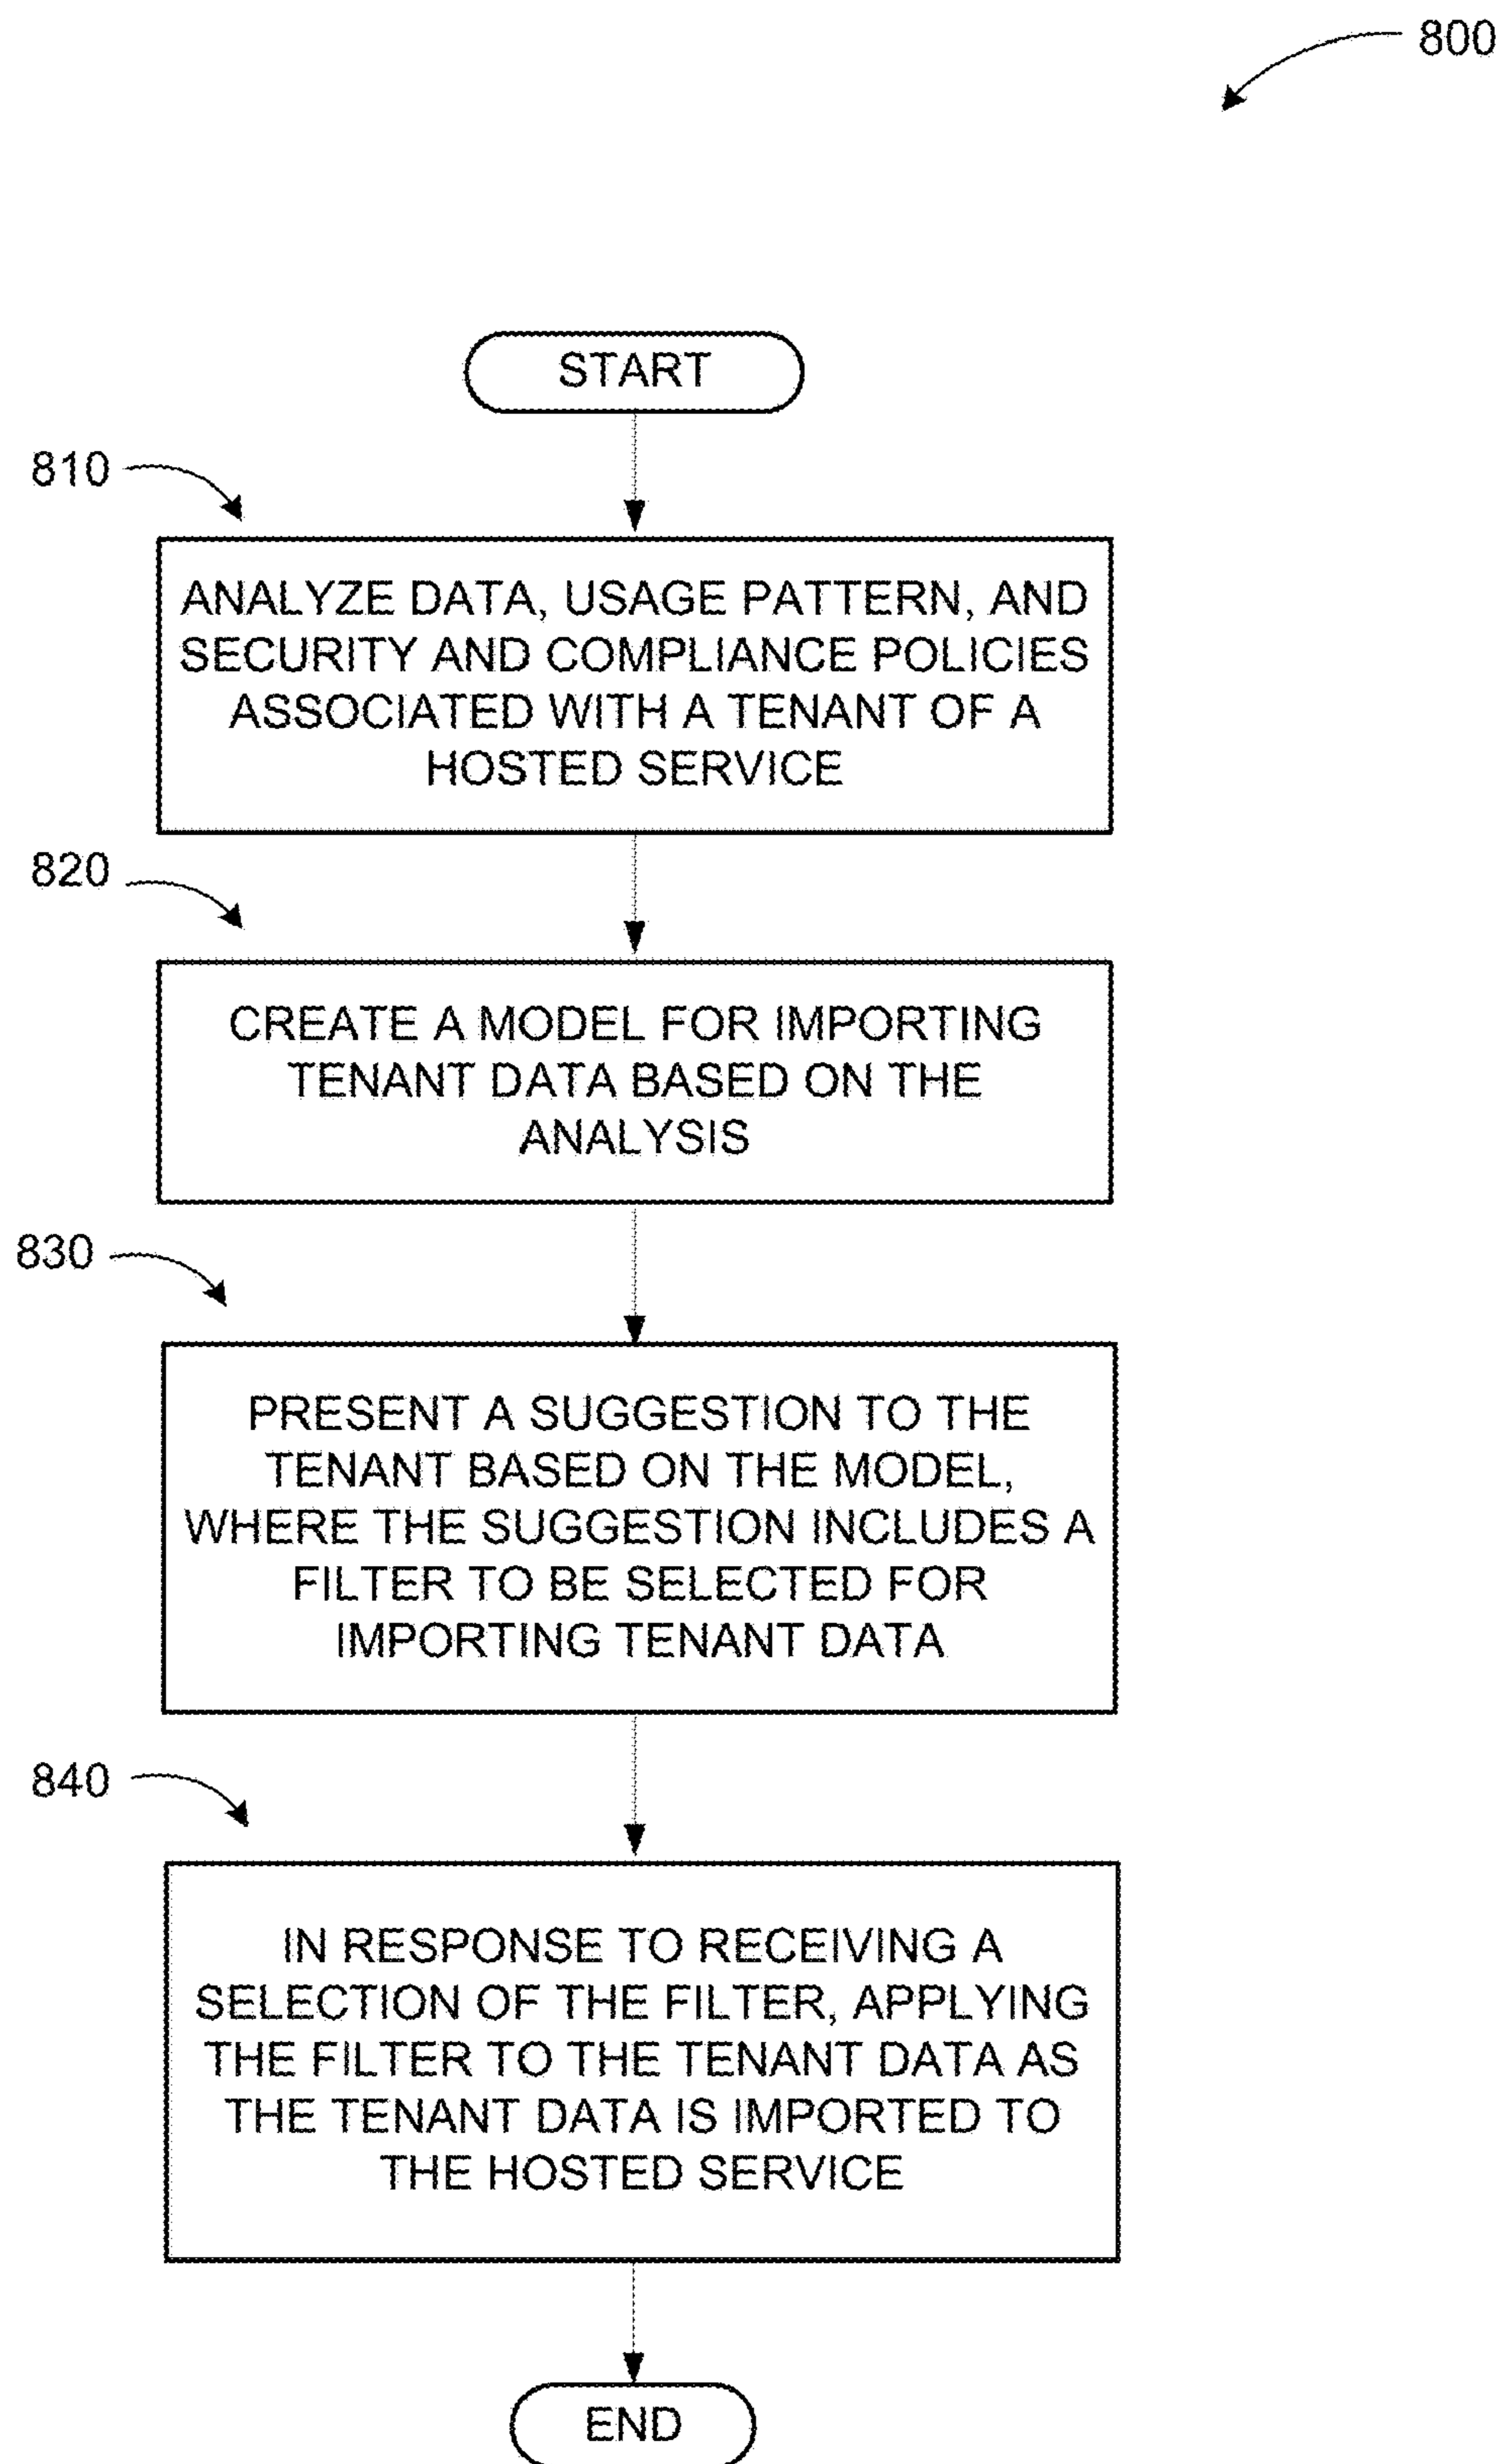 800
START
810
ANALYZE DATA, USAGE PATTERN, AND
SECURITY AND COMPLIANCE POLICIES
ASSOCIATED WITH A TENANT OF A
HOSTED SERVICE
820
CREATE A MODEL FOR IMPORTING
TENANT DATA BASED ON THE
ANALYSIS
830
PRESENT A SUGGESTION TO THE
TENANT BASED ON THE MODEL,
WHERE THE SUGGESTION INCLUDES A
FILTER TO BE SELECTED FOR
IMPORTING TENANT DATA
840
IN RESPONSE TO RECEIVING A
SELECTION OF THE FILTER, APPLYING
THE FILTER TO THE TENANT DATA AS
THE TENANT DATA IS IMPORTED TO
THE HOSTED SERVICE
END